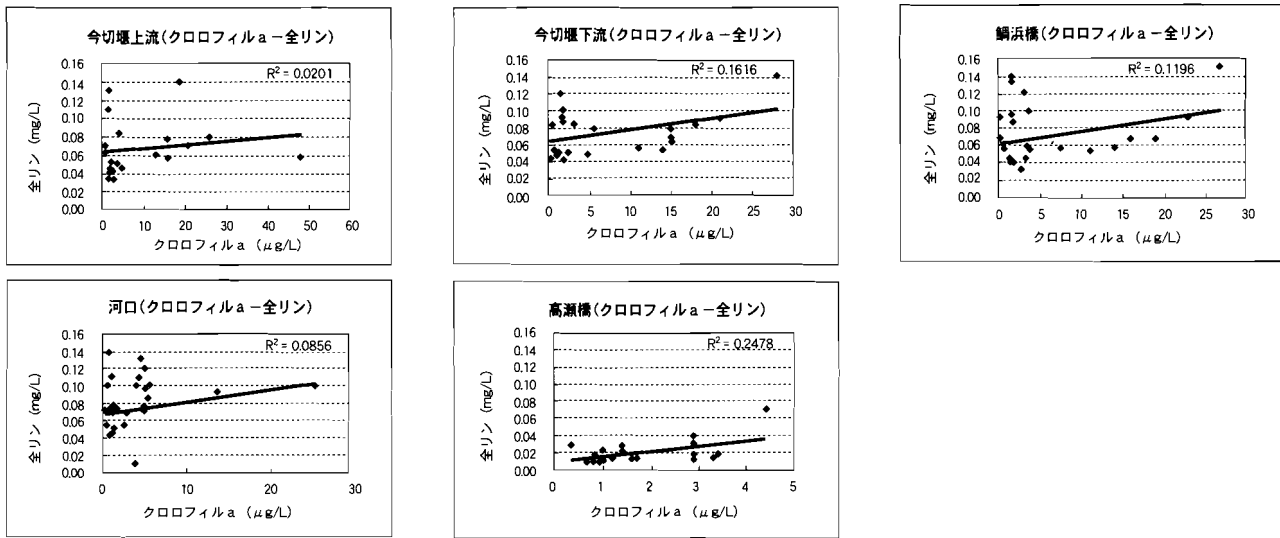 今切堰上流(クロロフィルa－全リン)
R² = 0.0201
0.16
0.14
0.12
0.10
0.08
0.06
0.04
0.02
0.00
全リン (mg/L)
0 10 20 30 40 50 60
クロロフィルa (μg/L)
今切堰下流(クロロフィルa－全リン)
R² = 0.1616
0.16
0.14
0.12
0.10
0.08
0.06
0.04
0.02
0.00
全リン (mg/L)
0 5 10 15 20 25 30
クロロフィルa (μg/L)
鯛浜橋(クロロフィルa－全リン)
R² = 0.1196
0.16
0.14
0.12
0.10
0.08
0.06
0.04
0.02
0.00
全リン (mg/L)
0 5 10 15 20 25 30
クロロフィルa (μg/L)
河口(クロロフィルa－全リン)
R² = 0.0856
0.16
0.14
0.12
0.10
0.08
0.06
0.04
0.02
0.00
全リン (mg/L)
0 10 20 30
クロロフィルa (μg/L)
高瀬橋(クロロフィルa－全リン)
R² = 0.2478
0.16
0.14
0.12
0.10
0.08
0.06
0.04
0.02
0.00
全リン (mg/L)
0 1 2 3 4 5
クロロフィルa (μg/L)